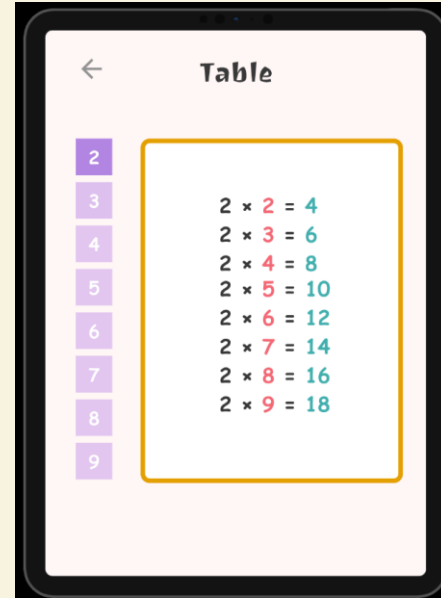 Table
2
3
4
5
6
7
8
9
2 × 2 = 4
2 × 3 = 6
2 × 4 = 8
2 × 5 = 10
2 × 6 = 12
2 × 7 = 14
2 × 8 = 16
2 × 9 = 18